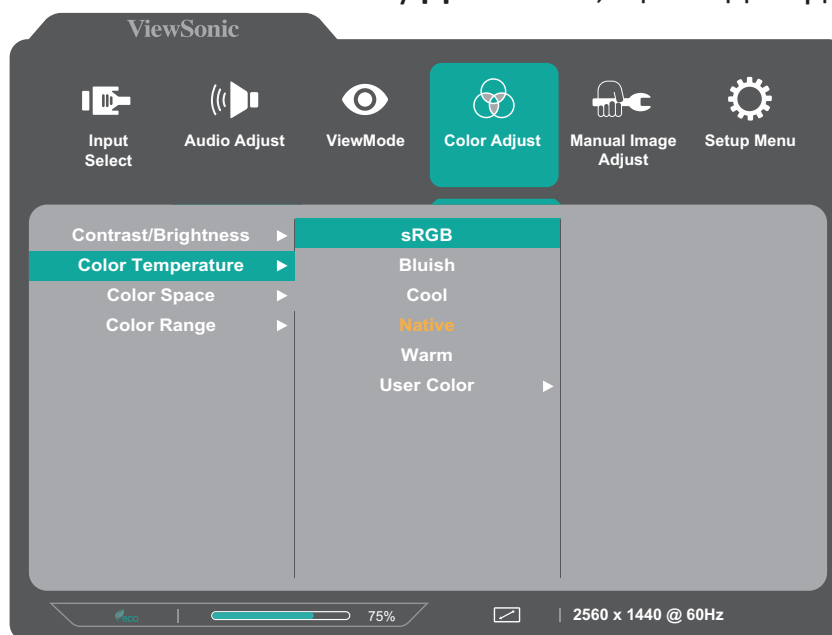 ViewSonic
Input Select
Audio Adjust
ViewMode
Color Adjust
Manual Image Adjust
Setup Menu
Contrast/Brightness
sRGB
Color Temperature
Bluish
Color Space
Cool
Color Range
Native
Warm
User Color
eco
75%
2560 x 1440 @ 60Hz